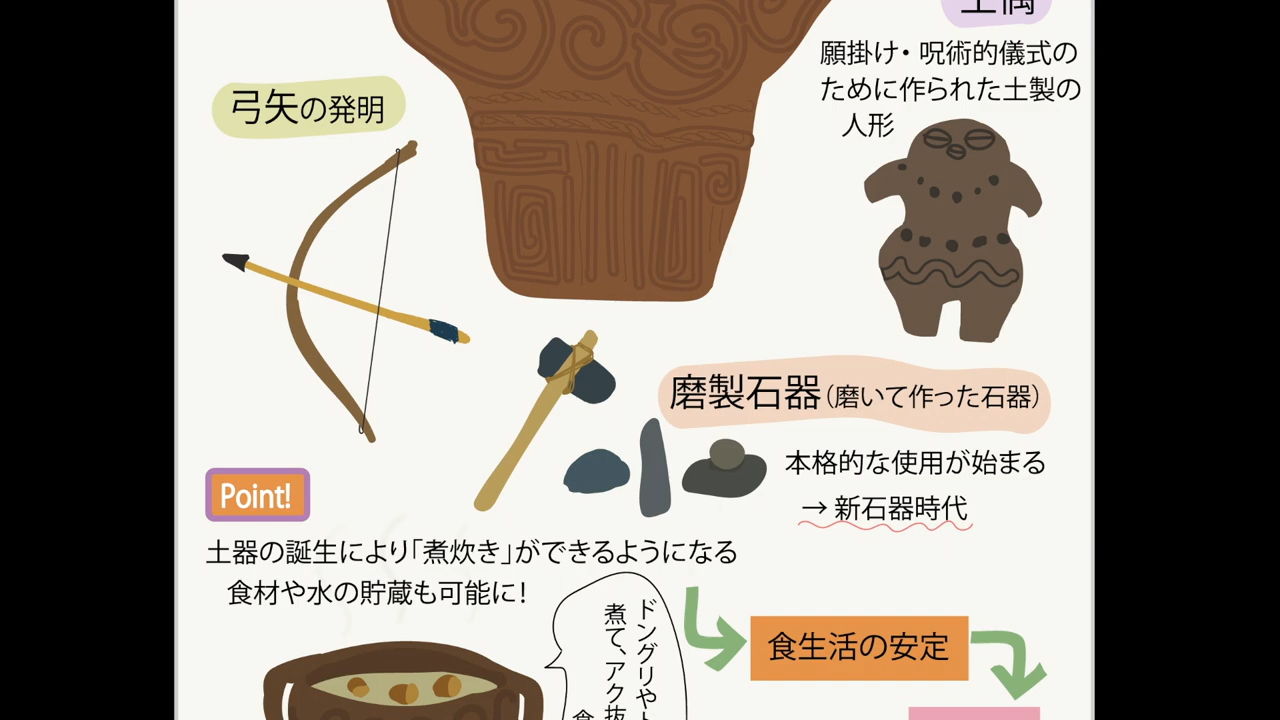 土偶
願掛け・呪術的儀式の
ために作られた土製の
人形
弓矢の発明
磨製石器（磨いて作った石器）
本格的な使用が始まる
→ 新石器時代
Point!
土器の誕生により「煮炊き」ができるようになる
食材や水の貯蔵も可能に！
ドングリや
煮て、アク抜
食生活の安定